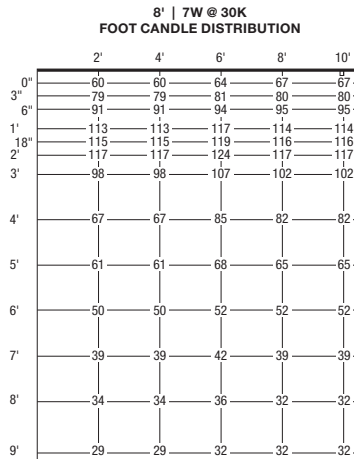 8' | 7W @ 30K
FOOT CANDLE DISTRIBUTION
2' 4' 6' 8' 10'
0" 60 60 64 67 67
3" 79 79 81 80 80
6" 91 91 94 95 95
1' 113 113 117 114 114
18" 115 115 119 116 116
2' 117 117 124 117 117
3' 98 98 107 102 102
4' 67 67 85 82 82
5' 61 61 68 65 65
6' 50 50 52 52 52
7' 39 39 42 39 39
8' 34 34 36 32 32
9' 29 29 32 32 32